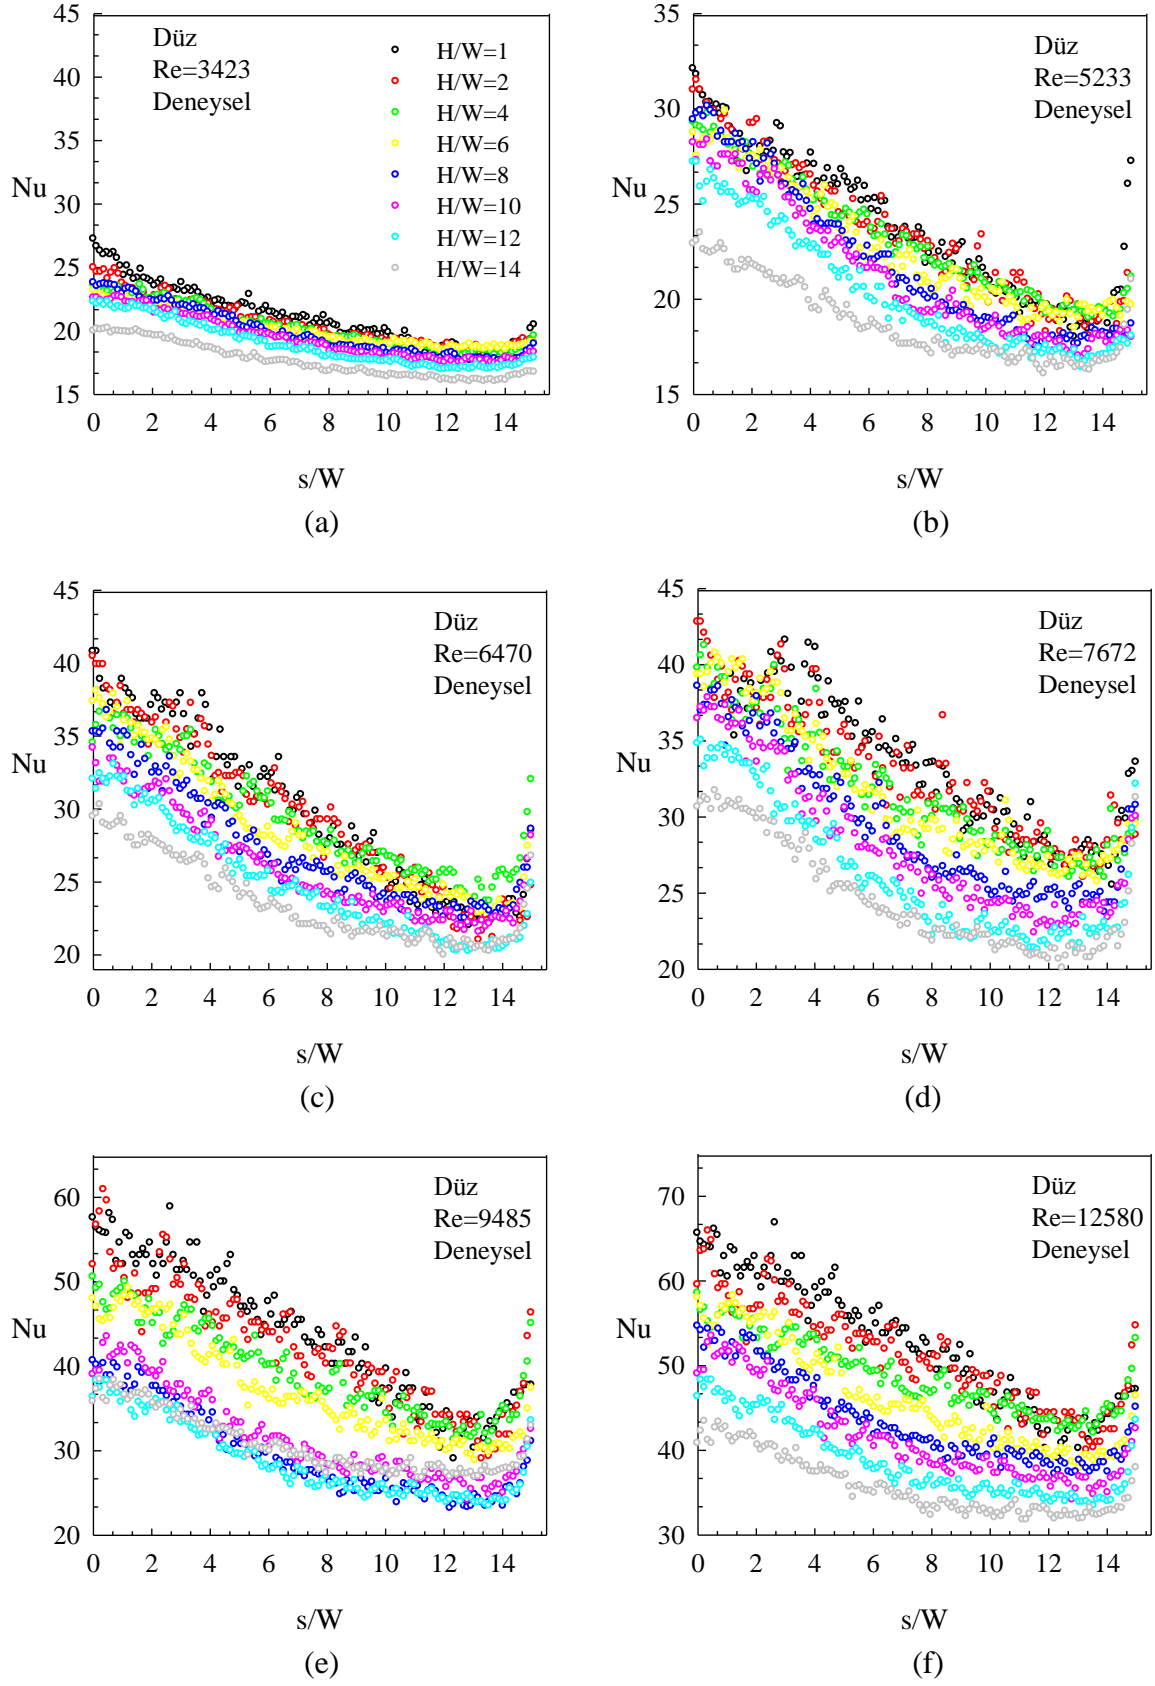 45
40
35
30
25
20
15
Nu
Düz
Re=3423
Deneysel
H/W=1
H/W=2
H/W=4
H/W=6
H/W=8
H/W=10
H/W=12
H/W=14
0 2 4 6 8 10 12 14
s/W
(a)
35
30
25
20
15
Nu
Düz
Re=5233
Deneysel
0 2 4 6 8 10 12 14
s/W
(b)
45
40
35
30
25
20
Nu
Düz
Re=6470
Deneysel
0 2 4 6 8 10 12 14
s/W
(c)
45
40
35
30
25
20
Nu
Düz
Re=7672
Deneysel
0 2 4 6 8 10 12 14
s/W
(d)
60
50
40
30
20
Nu
Düz
Re=9485
Deneysel
0 2 4 6 8 10 12 14
s/W
(e)
70
60
50
40
30
Nu
Düz
Re=12580
Deneysel
0 2 4 6 8 10 12 14
s/W
(f)